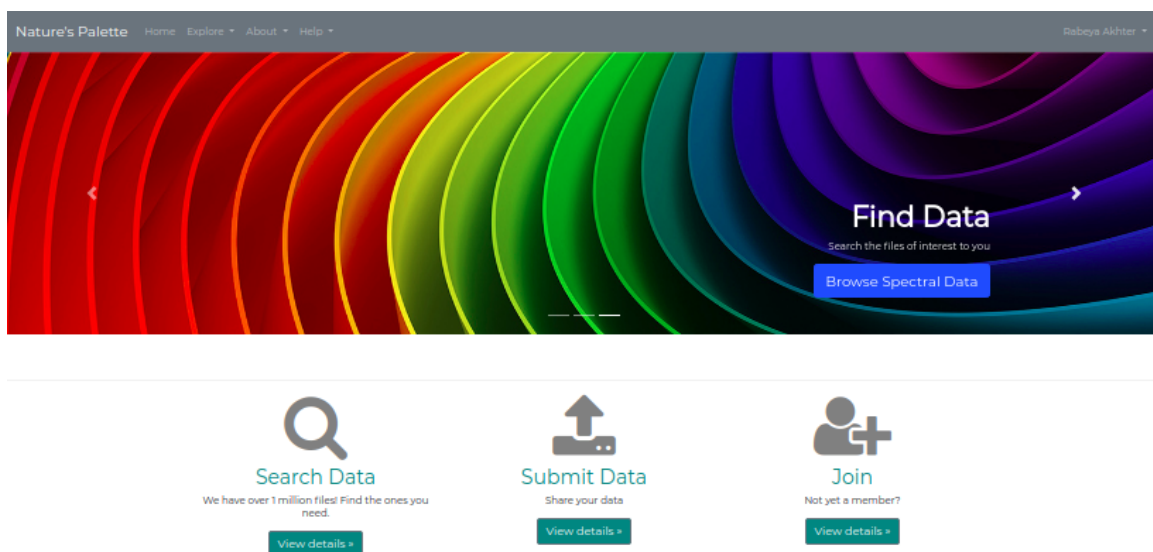 Nature's Palette Home Explore About Help Rabeya Akhter
Find Data
Search the files of interest to you
Browse Spectral Data
Search Data
We have over 1 million files! Find the ones you
need.
View details »
Submit Data
Share your data
View details »
Join
Not yet a member?
View details »